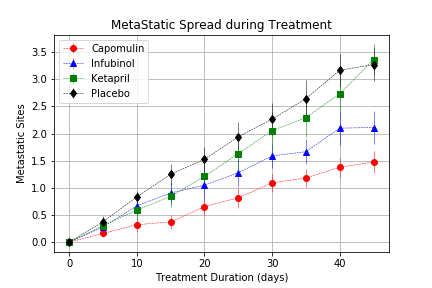 MetaStatic Spread during Treatment
Capomulin
Infubinol
Ketapril
Placebo
Metastatic Sites
3.5
3.0
2.5
2.0
1.5
1.0
0.5
0.0
0 10 20 30 40
Treatment Duration (days)